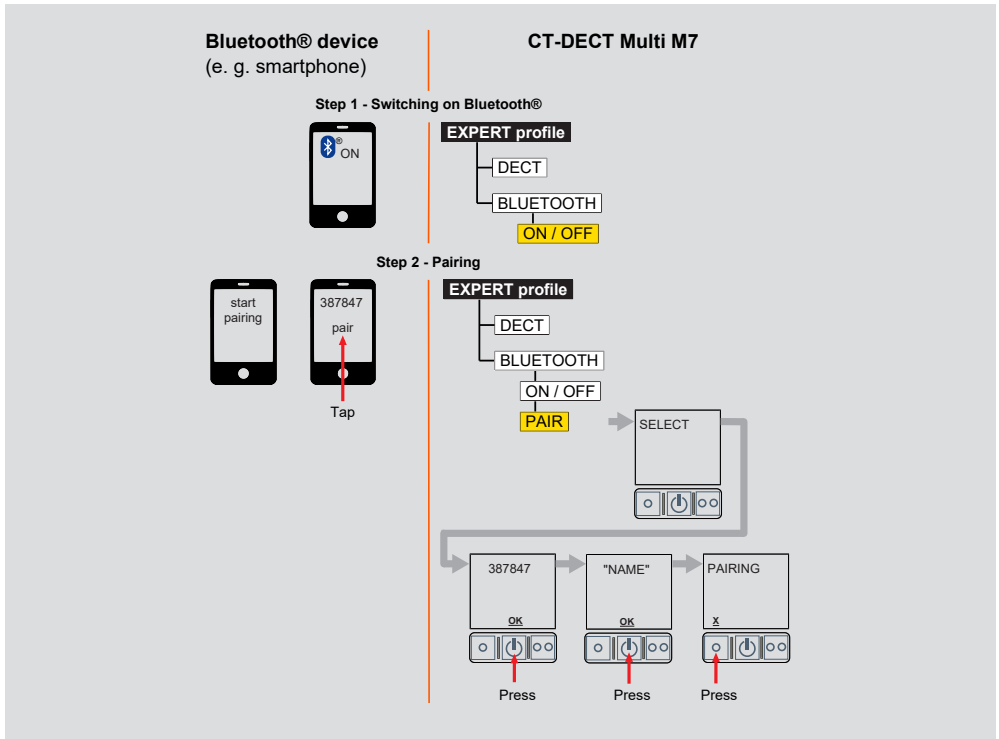 Bluetooth® device
(e. g. smartphone)
CT-DECT Multi M7
Step 1 - Switching on Bluetooth®
®
ON
EXPERT profile
DECT
BLUETOOTH
ON / OFF
Step 2 - Pairing
start
pairing
387847
pair
Tap
EXPERT profile
DECT
BLUETOOTH
ON / OFF
PAIR
SELECT
387847
OK
"NAME"
OK
PAIRING
X
Press
Press
Press